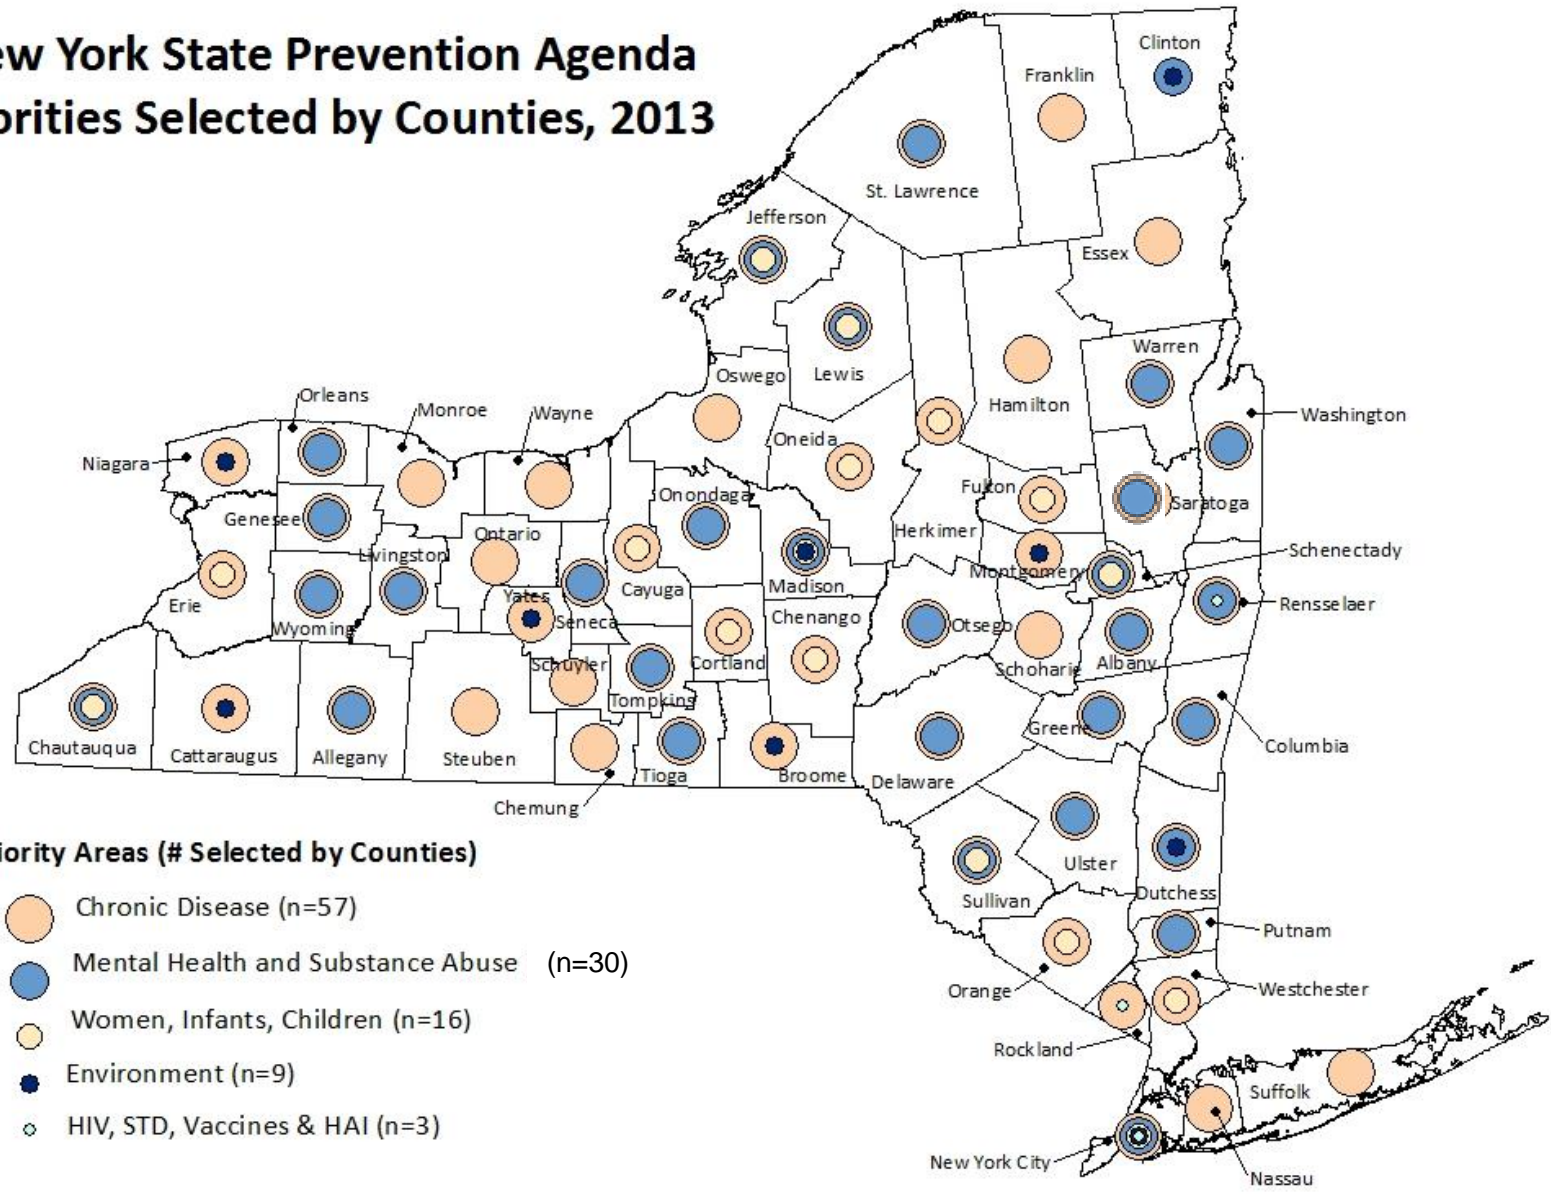 ew York State Prevention Agenda
orities Selected by Counties, 2013
Clinton
Franklin
St. Lawrence
Jefferson
Essex
Warren
Oswego
Lewis
Orleans
Hamilton
Monroe
Wayne
Washington
Oneida
Niagara
Fulton
Onondaga
Saratoga
Genesee
Herkimer
Ontario
Schenectady
Livingston
Montgomery
Madison
Cayuga
Yates
Erie
Rensselaer
Chenango
Seneca
Otsego
Wyoming
Schuyler
Cortland
Albany
Schoharie
Tompkins
Greene
Chautauqua
Columbia
Cattaraugus
Allegany
Steuben
Tioga
Broome
Delaware
Chemung
iority Areas (# Selected by Counties)
Ulster
Dutchess
Sullivan
Chronic Disease (n=57)
Putnam
Mental Health and Substance Abuse (n=30)
Westchester
Orange
Women, Infants, Children (n=16)
Rockland
Environment (n=9)
Suffolk
HIV, STD, Vaccines & HAI (n=3)
New York City
Nassau